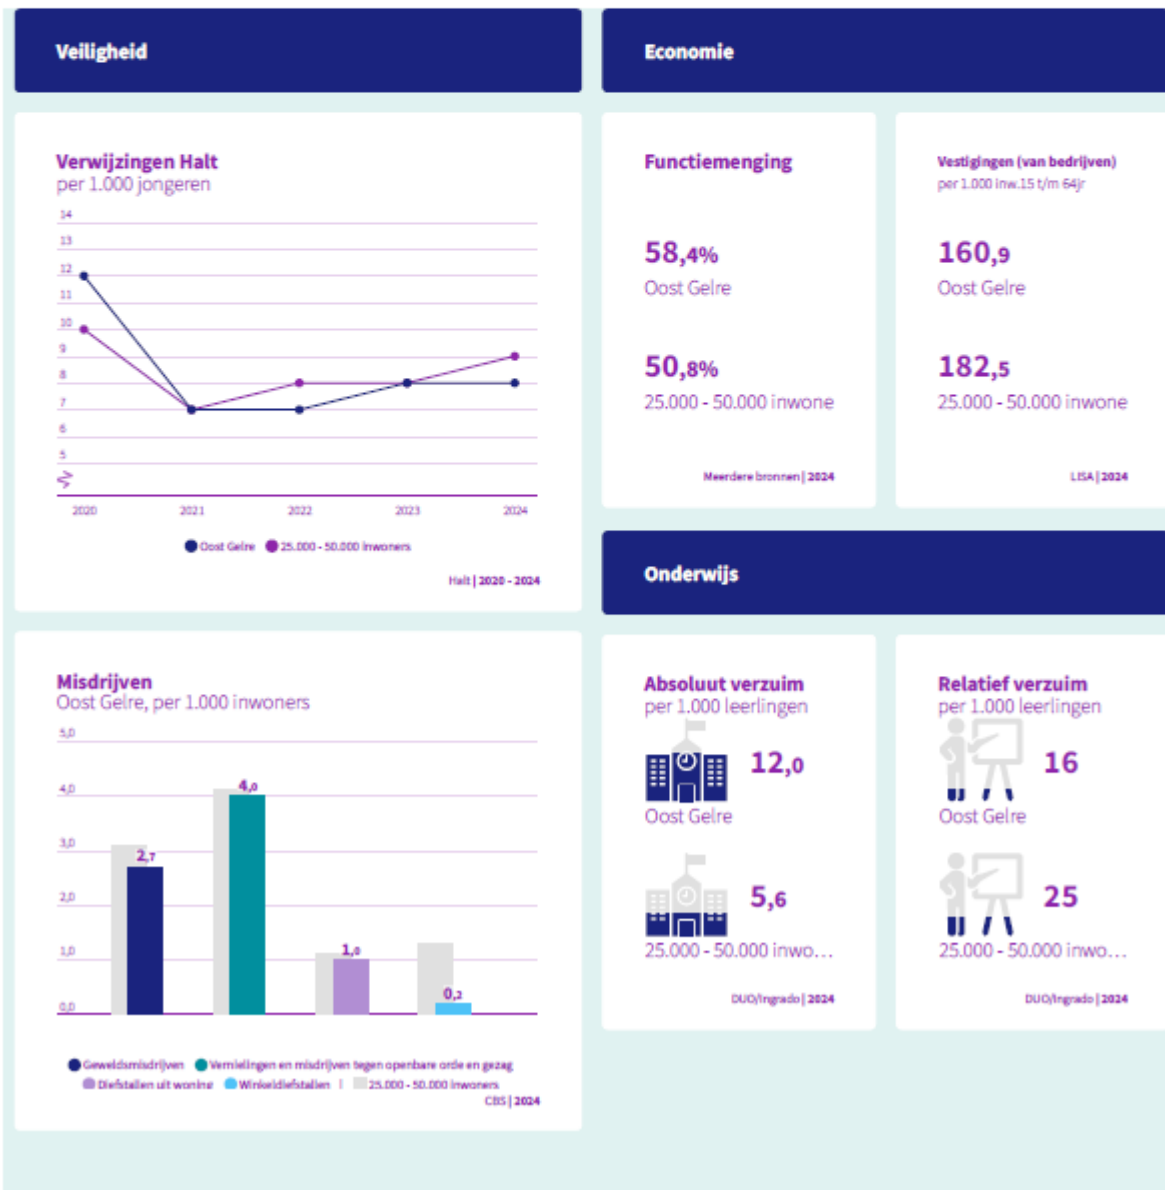 Veiligheid
Verwijzingen Halt
per 1.000 jongeren
14
13
12
11
10
9
8
7
6
5
2020 2021 2022 2023 2024
Oost Gelre 25.000 - 50.000 inwoners
Halt | 2020 - 2024
Misdrijven
Oost Gelre, per 1.000 inwoners
5,0
4,0
3,0
2,0
1,0
0,0
2,7
4,0
1,0
0,2
Geweldsmisdrijven Vernielingen en misdrijven tegen openbare orde en gezag
Diefstallen uit woning Winkeldiefstallen | 25.000 - 50.000 inwoners
CBS | 2024
Economie
Functiemenging
58,4%
Oost Gelre
50,8%
25.000 - 50.000 inwone
Meerdere bronnen | 2024
Vestigingen (van bedrijven)
per 1.000 inw.15 t/m 64jr
160,9
Oost Gelre
182,5
25.000 - 50.000 inwone
LISA | 2024
Onderwijs
Absoluut verzuim
per 1.000 leerlingen
12,0
Oost Gelre
5,6
25.000 - 50.000 inwo...
DUO/Ingrado | 2024
Relatief verzuim
per 1.000 leerlingen
16
Oost Gelre
25
25.000 - 50.000 inwo...
DUO/Ingrado | 2024